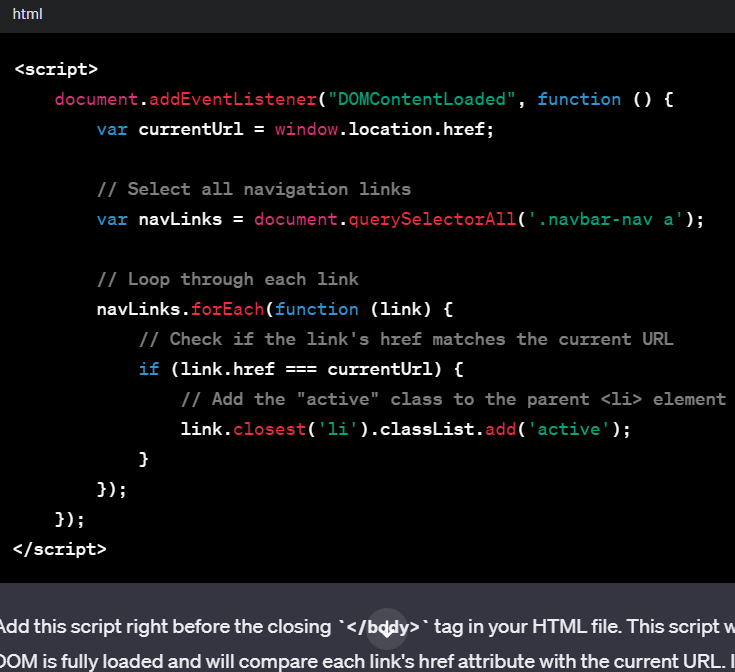 html
<script>
document.addEventListener("DOMContentLoaded", function () {
var currentUrl = window.location.href;
// Select all navigation links
var navLinks = document.querySelectorAll('.navbar-nav a');
// Loop through each link
navLinks.forEach(function (link) {
// Check if the link's href matches the current URL
if (link.href === currentUrl) {
// Add the "active" class to the parent <li> element
link.closest('li').classList.add('active');
}
});
});
</script>
Add this script right before the closing `</body>` tag in your HTML file. This script
DOM is fully loaded and will compare each link's href attribute with the current URL.